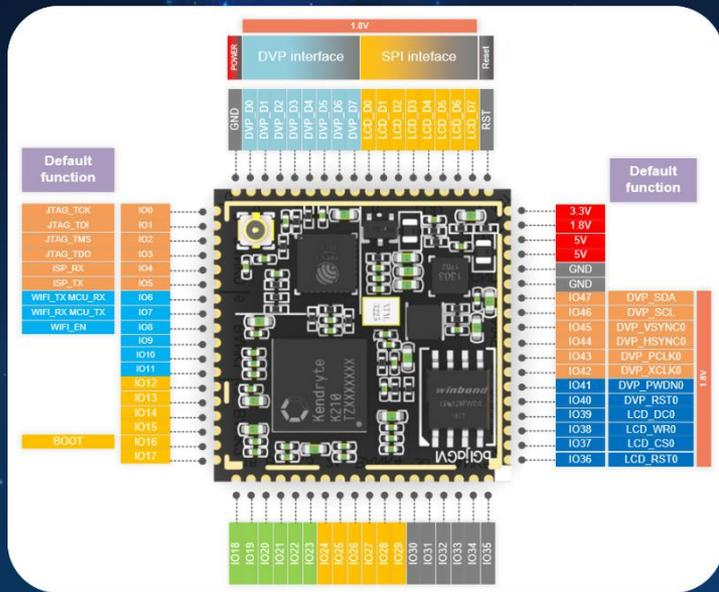 1.8V
POWER
DVP interface
SPI inteface
Reset
GND
DVP_D0
DVP_D1
DVP_D2
DVP_D3
DVP_D4
DVP_D5
DVP_D6
DVP_D7
LCD_D0
LCD_D1
LCD_D2
LCD_D3
LCD_D4
LCD_D5
LCD_D6
LCD_D7
RST
Default
function
JTAG_TCK IO0
JTAG_TDI IO1
JTAG_TMS IO2
JTAG_TDO IO3
ISP_RX IO4
ISP_TX IO5
WIFI_TX MCU_RX IO6
WIFI_RX MCU_TX IO7
WIFI_EN IO8
IO9
IO10
IO11
IO12
IO13
IO14
IO15
BOOT IO16
IO17
1303
1702
Kendryte
K210
TZXXXXXXX
winbond
Default
function
3.3V
1.8V
5V
5V
GND
GND
IO47 DVP_SDA
IO46 DVP_SCL
IO45 DVP_VSYNC0
IO44 DVP_HSYNC0
IO43 DVP_PCLK0
IO42 DVP_XCLK0
IO41 DVP_PWDN0
IO40 DVP_RST0
IO39 LCD_DC0
IO38 LCD_WR0
IO37 LCD_CS0
IO36 LCD_RST0
1.8V
IO18
IO19
IO20
IO21
IO22
IO23
IO24
IO25
IO26
IO27
IO28
IO29
IO30
IO31
IO32
IO33
IO34
IO35